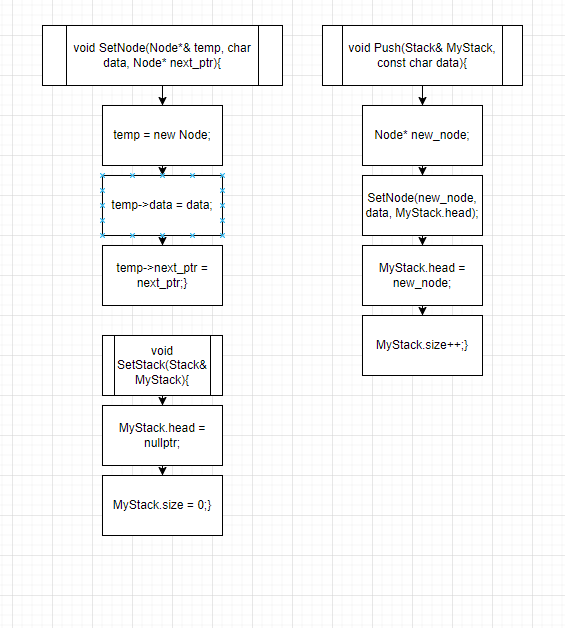 void SetNode(Node*& temp, char
data, Node* next_ptr){
temp = new Node;
temp->data = data;
temp->next_ptr =
next_ptr;}
void
SetStack(Stack&
MyStack){
MyStack.head =
nullptr;
MyStack.size = 0;}
void Push(Stack& MyStack,
const char data){
Node* new_node;
SetNode(new_node,
data, MyStack.head);
MyStack.head =
new_node;
MyStack.size++;}